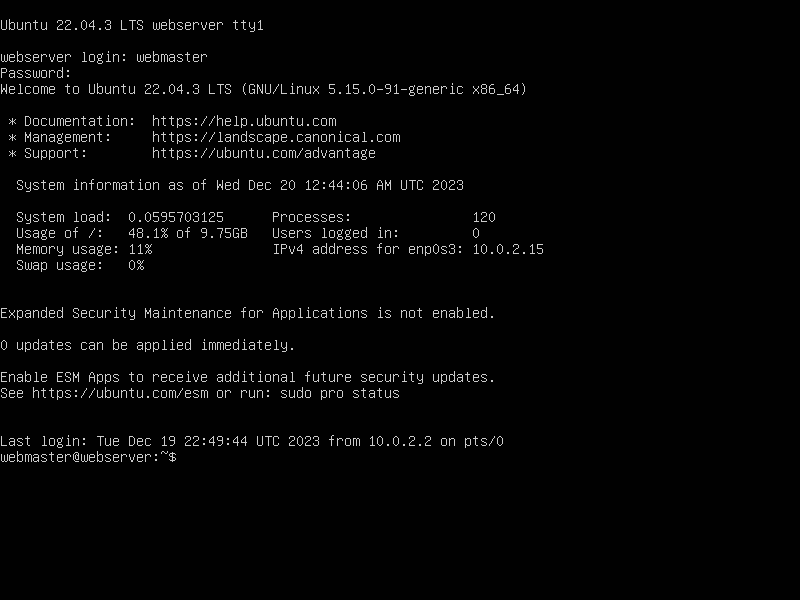 Ubuntu 22.04.3 LTS webserver tty1
webserver login: webmaster
Password:
Welcome to Ubuntu 22.04.3 LTS (GNU/Linux 5.15.0-91-generic x86_64)
* Documentation: https://help.ubuntu.com
* Management: https://landscape.canonical.com
* Support: https://ubuntu.com/advantage
System information as of Wed Dec 20 12:44:06 AM UTC 2023
System load: 0.0595703125 Processes: 120
Usage of /: 48.1% of 9.75GB Users logged in: 0
Memory usage: 11% IPv4 address for enp0s3: 10.0.2.15
Swap usage: 0%
Expanded Security Maintenance for Applications is not enabled.
0 updates can be applied immediately.
Enable ESM Apps to receive additional future security updates.
See https://ubuntu.com/esm or run: sudo pro status
Last login: Tue Dec 19 22:49:44 UTC 2023 from 10.0.2.2 on pts/0
webmaster@webserver:~$